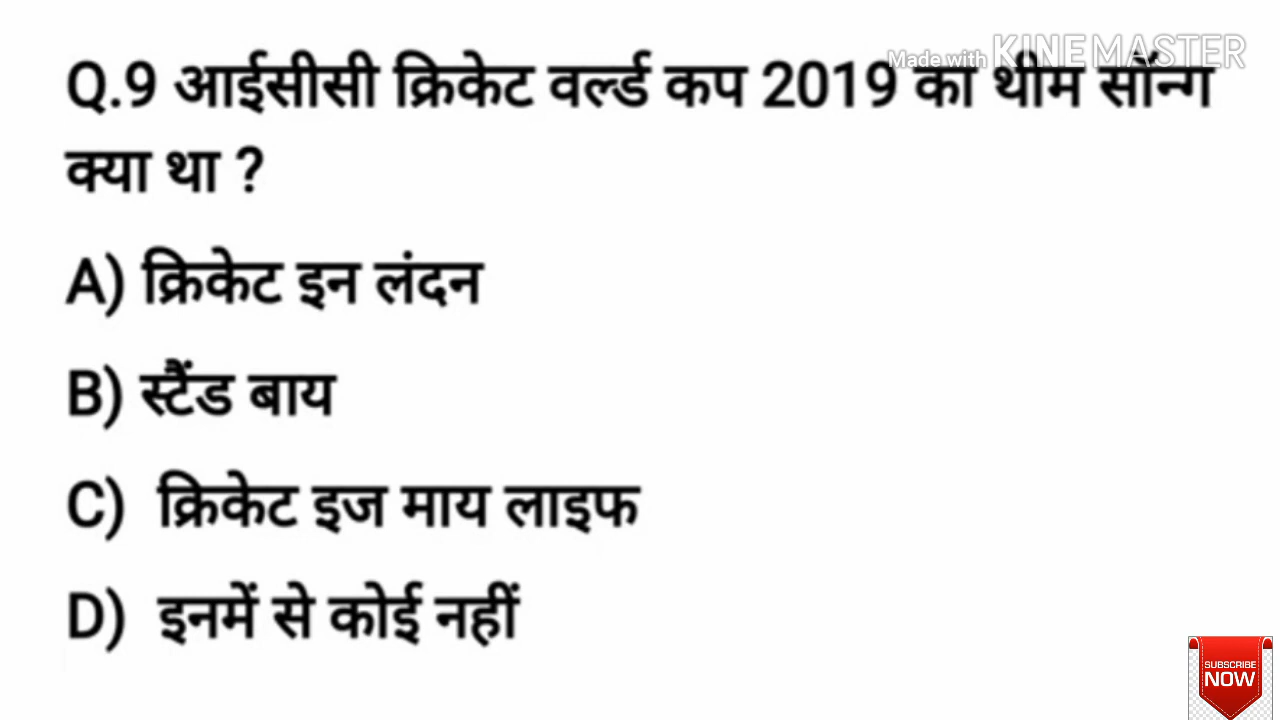 Made with KINEMASTER
Q.9 आईसीसी क्रिकेट वर्ल्ड कप 2019 का थीम सॉन्ग
क्या था ?
A) क्रिकेट इन लंदन
B) स्टैंड बाय
C) क्रिकेट इज माय लाइफ
D) इनमें से कोई नहीं
SUBSCRIBE
NOW